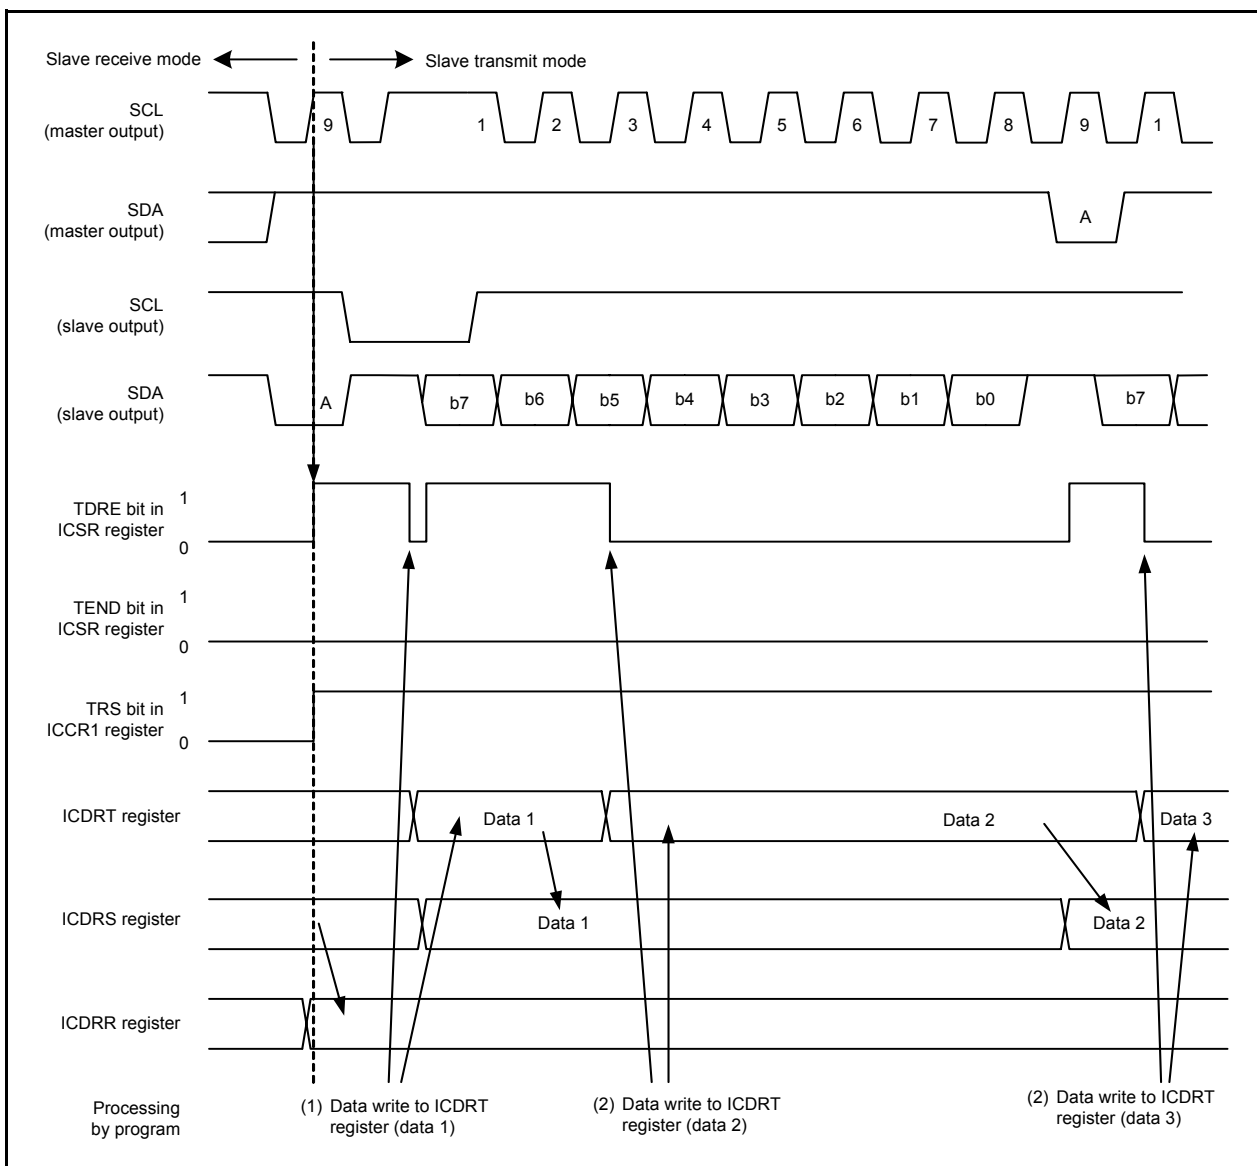 Slave receive mode
Slave transmit mode
SCL
(master output)
9 1 2 3 4 5 6 7 8 9 1
SDA
(master output)
A
SCL
(slave output)
SDA
(slave output)
A b7 b6 b5 b4 b3 b2 b1 b0 b7
TDRE bit in
ICSR register
1
0
TEND bit in
ICSR register
1
0
TRS bit in
ICCR1 register
1
0
ICDRT register
Data 1 Data 2 Data 3
ICDRS register
Data 1 Data 2
ICDRR register
Processing
by program
(1) Data write to ICDRT
register (data 1)
(2) Data write to ICDRT
register (data 2)
(2) Data write to ICDRT
register (data 3)